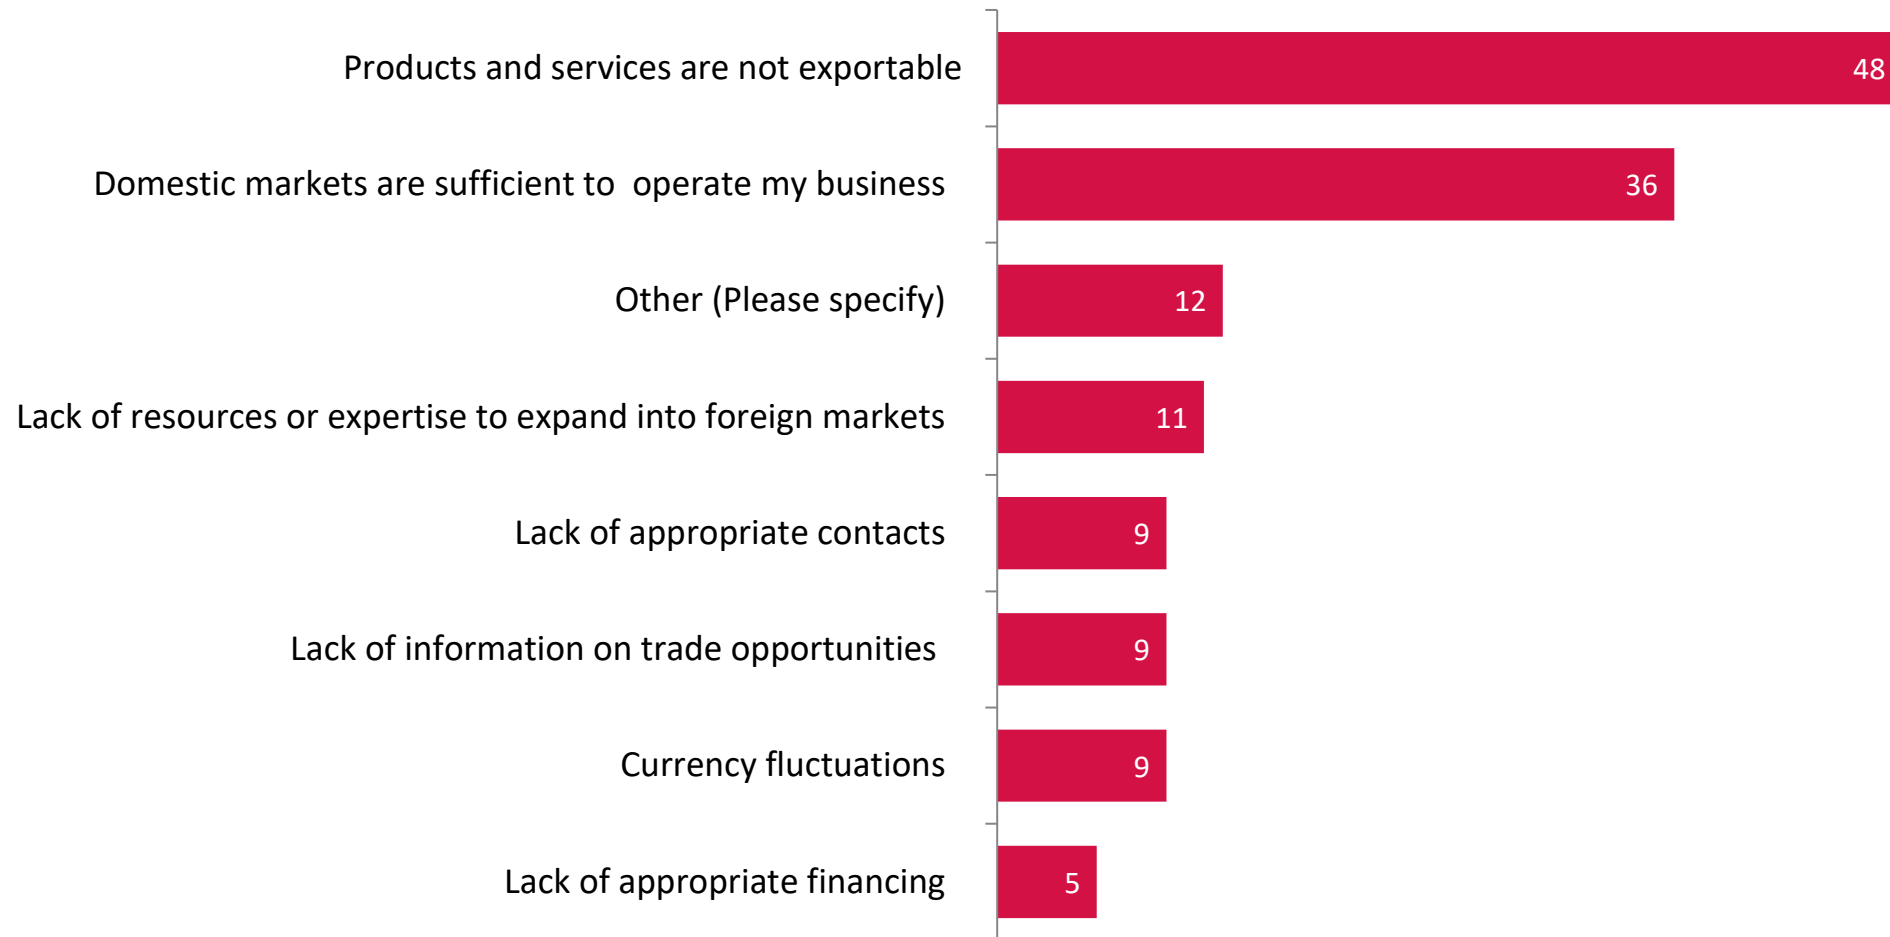 Products and services are not exportable 48
Domestic markets are sufficient to  operate my business 36
Other (Please specify) 12
Lack of resources or expertise to expand into foreign markets 11
Lack of appropriate contacts 9
Lack of information on trade opportunities 9
Currency fluctuations 9
Lack of appropriate financing 5